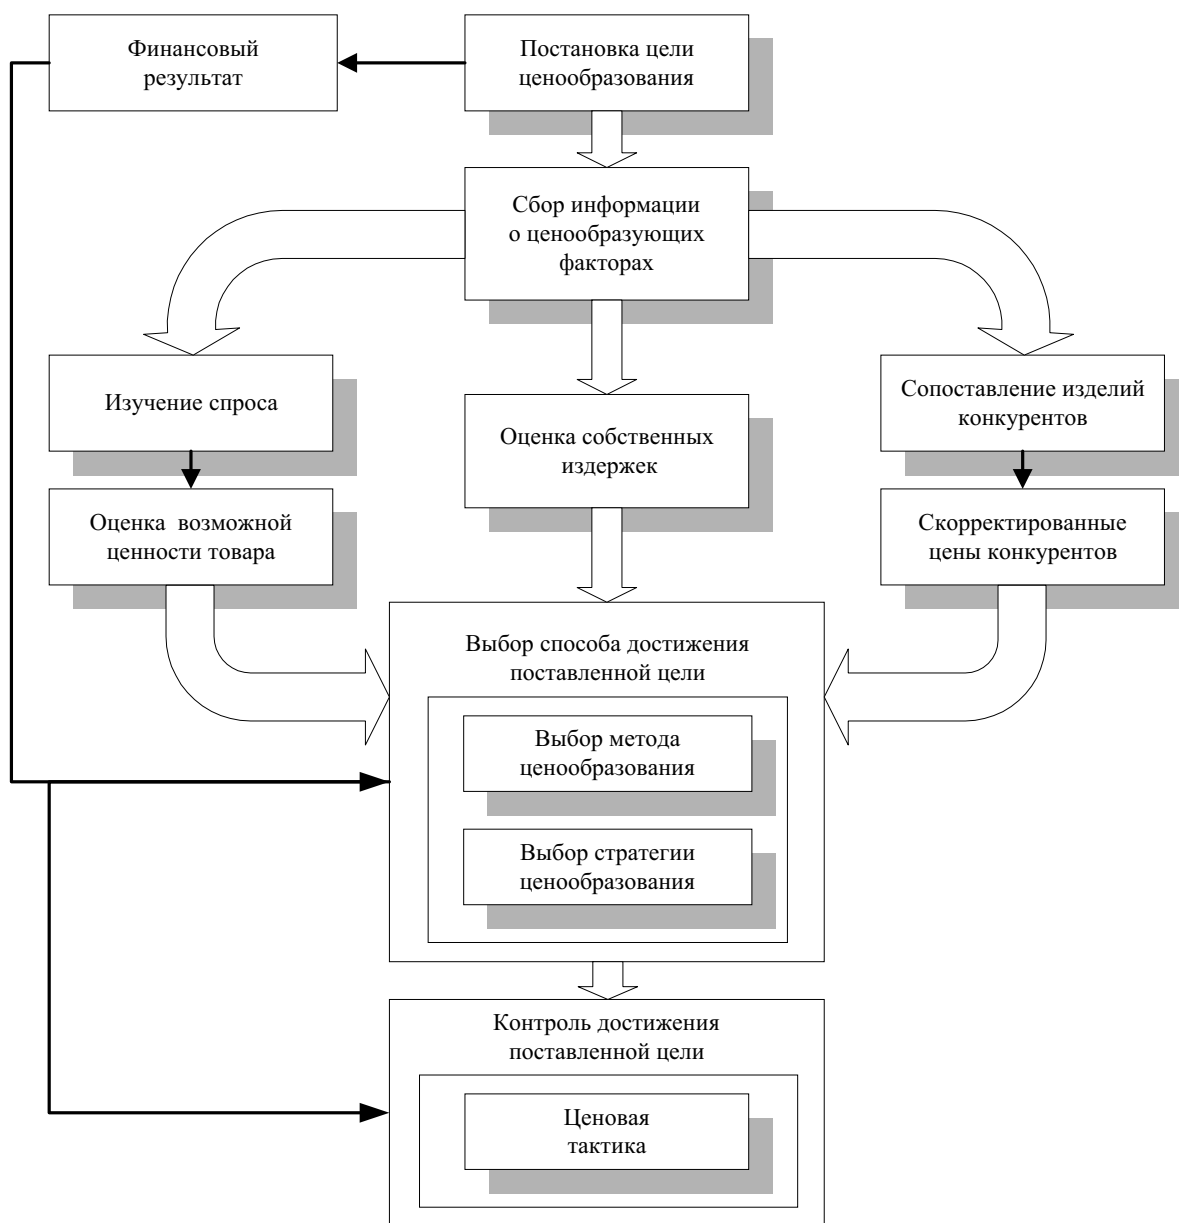 Финансовый
результат
Постановка цели
ценообразования
Сбор информации
о ценообразующих
факторах
Изучение спроса
Оценка собственных
издержек
Сопоставление изделий
конкурентов
Оценка возможной
ценности товара
Скорректированные
цены конкурентов
Выбор способа достижения
поставленной цели
Выбор метода
ценообразования
Выбор стратегии
ценообразования
Контроль достижения
поставленной цели
Ценовая
тактика